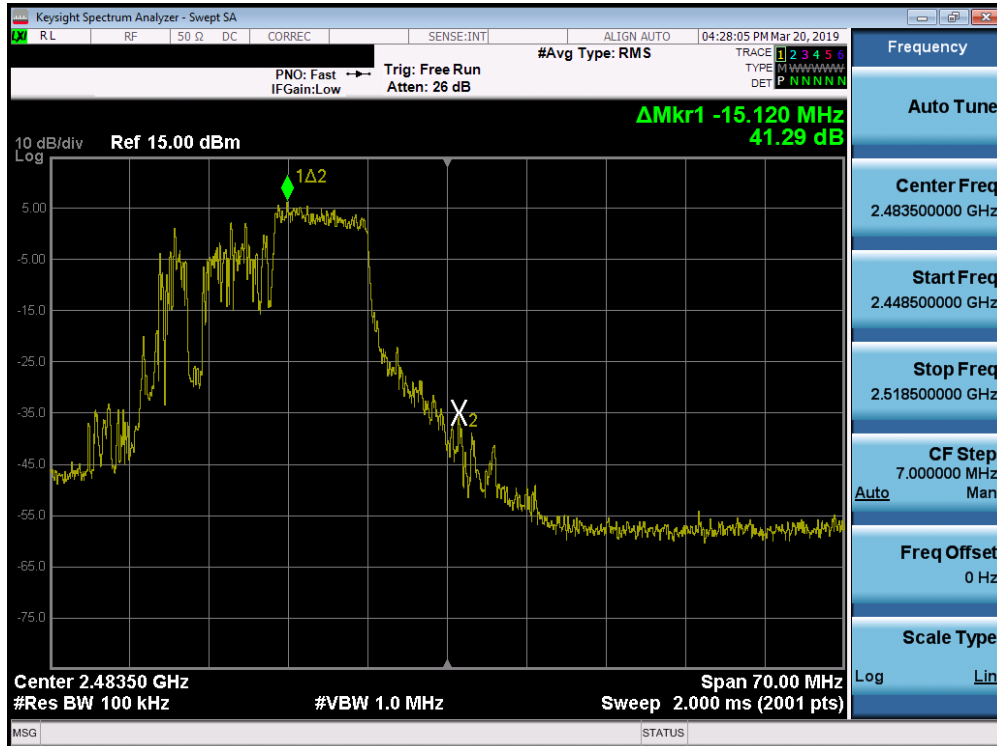 Keysight Spectrum Analyzer - Swept SA
LXI RL RF 50 Ω DC CORREC SENSE:INT ALIGN AUTO 04:28:05 PM Mar 20, 2019
#Avg Type: RMS TRACE 1 2 3 4 5 6
PNO: Fast Trig: Free Run TYPE M WWWWW
IFGain:Low Atten: 26 dB DET P N N N N N
ΔMkr1 -15.120 MHz
41.29 dB
10 dB/div Ref 15.00 dBm
Log
1Δ2
5.00
-5.00
-15.0
-25.0
-35.0
X2
-45.0
-55.0
-65.0
-75.0
Center 2.48350 GHz Span 70.00 MHz
#Res BW 100 kHz #VBW 1.0 MHz Sweep 2.000 ms (2001 pts)
MSG STATUS
Frequency
Auto Tune
Center Freq
2.483500000 GHz
Start Freq
2.448500000 GHz
Stop Freq
2.518500000 GHz
CF Step
7.000000 MHz
Auto Man
Freq Offset
0 Hz
Scale Type
Log Lin